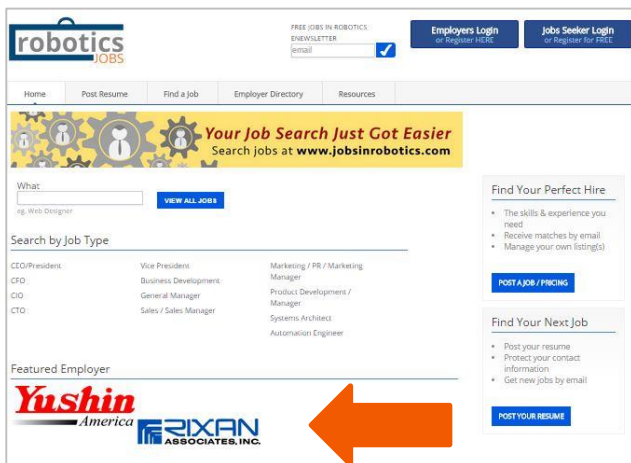 robotics
JOBS
FREE JOBS IN ROBOTICS
ENEWSLETTER
email
Employers Login
or Register HERE
Jobs Seeker Login
or Register for FREE
Home
Post Resume
Find a Job
Employer Directory
Resources
Your Job Search Just Got Easier
Search jobs at www.jobsinrobotics.com
What
eg. Web Designer
VIEW ALL JOBS
Search by Job Type
CEO/President
CFO
CIO
CTO
Vice President
Business Development
General Manager
Sales / Sales Manager
Marketing / PR / Marketing
Manager
Product Development /
Manager
Systems Architect
Automation Engineer
Featured Employer
Yushin
America
RIXAN
ASSOCIATES, INC.
Find Your Perfect Hire
The skills & experience you
need
Receive matches by email
Manage your own listing(s)
POST A JOB / PRICING
Find Your Next Job
Post your resume
Protect your contact
information
Get new jobs by email
POST YOUR RESUME